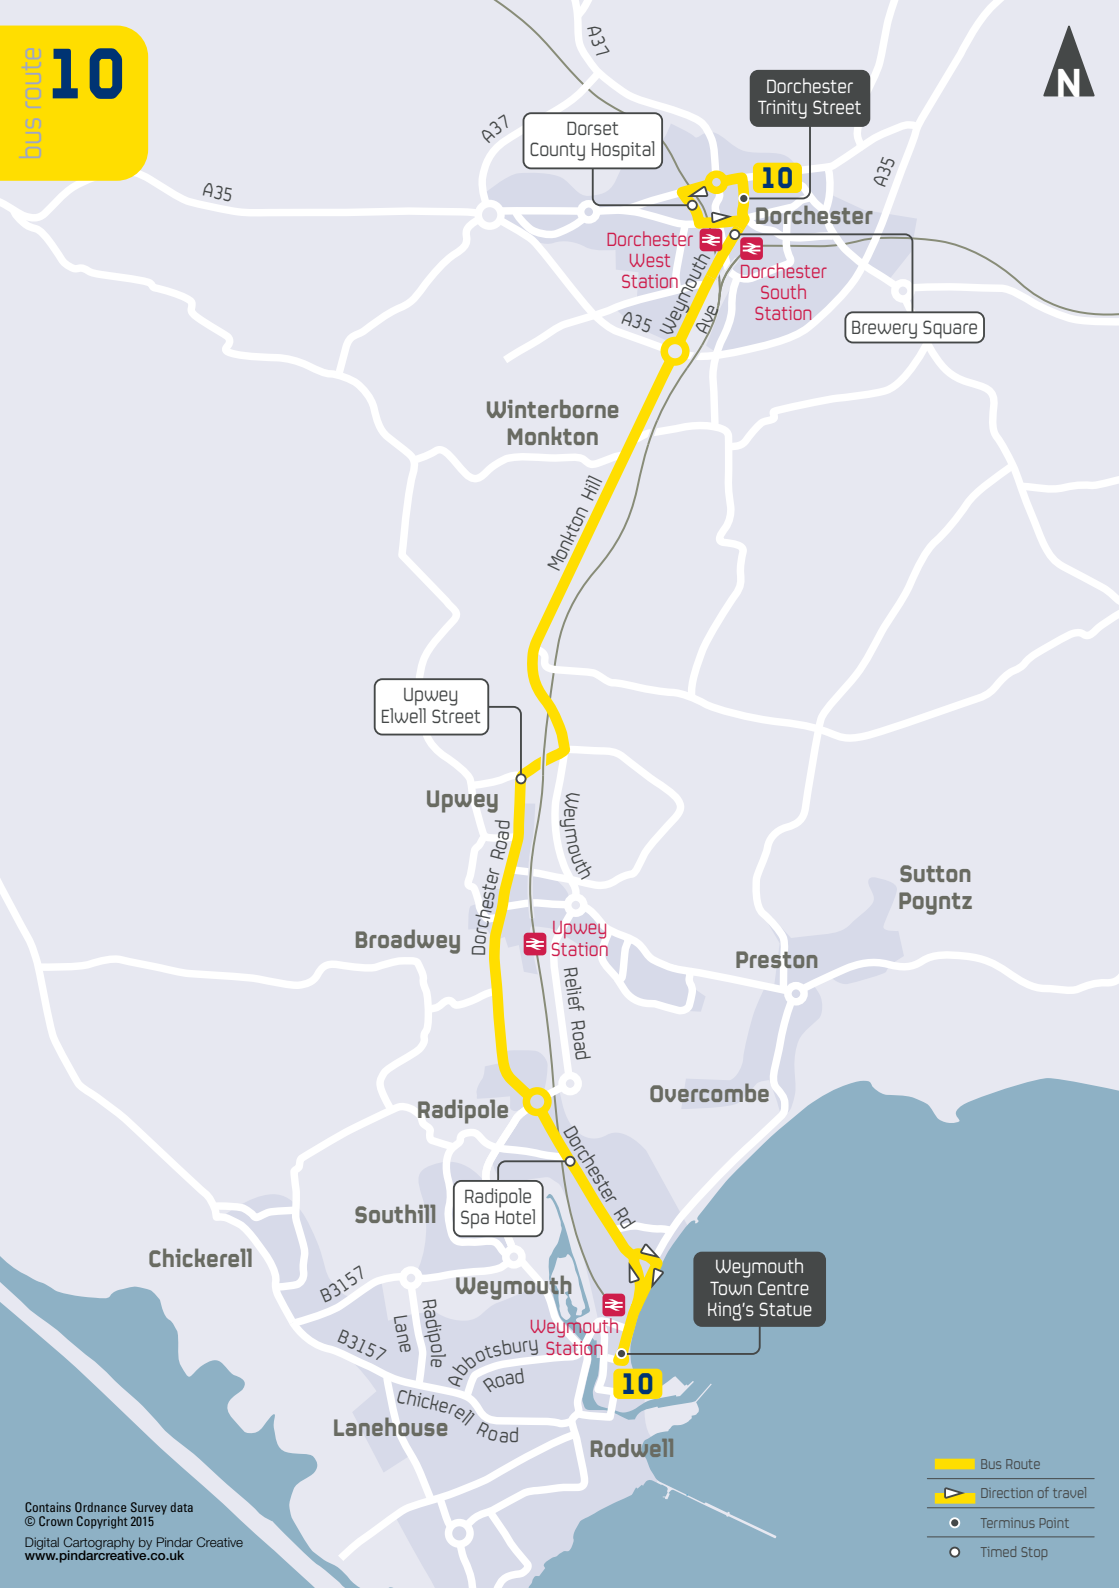 bus route
10
A37
Dorchester
Trinity Street
N
Dorset
County Hospital
A37
A35
A35
10
Dorchester
Dorchester
West
Station
Dorchester
South
Station
Weymouth
Ave
A35
Brewery Square
Winterborne
Monkton
Monkton Hill
Upwey
Elwell Street
Upwey
Weymouth
Dorchester Road
Sutton
Poyntz
Broadwey
Upwey
Station
Preston
Relief Road
Overcombe
Radipole
Dorchester Rd
Radipole
Spa Hotel
Southill
Chickerell
Weymouth
B3157
Weymouth
Town Centre
King's Statue
Radipole
Lane
Weymouth
Station
B3157
Abbotsbury
Road
10
Chickerell Road
Lanehouse
Rodwell
Bus Route
Direction of travel
Terminus Point
Timed Stop
Contains Ordnance Survey data
© Crown Copyright 2015
Digital Cartography by Pindar Creative
www.pindarcreative.co.uk